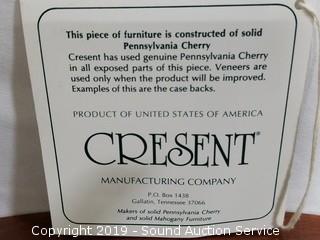 This piece of furniture is constructed of solid
Pennsylvania Cherry
Cresent has used genuine Pennsylvania Cherry
in all exposed parts of this piece. Veneers are
used only when the product will be improved.
Examples of this are the case backs.
PRODUCT OF UNITED STATES OF AMERICA
CRESENT®
MANUFACTURING COMPANY
P.O. Box 1438
Gallatin, Tennessee 37066
Makers of solid Pennsylvania Cherry
and solid Mahogany Furniture
Copyright 2019 - Sound Auction Service